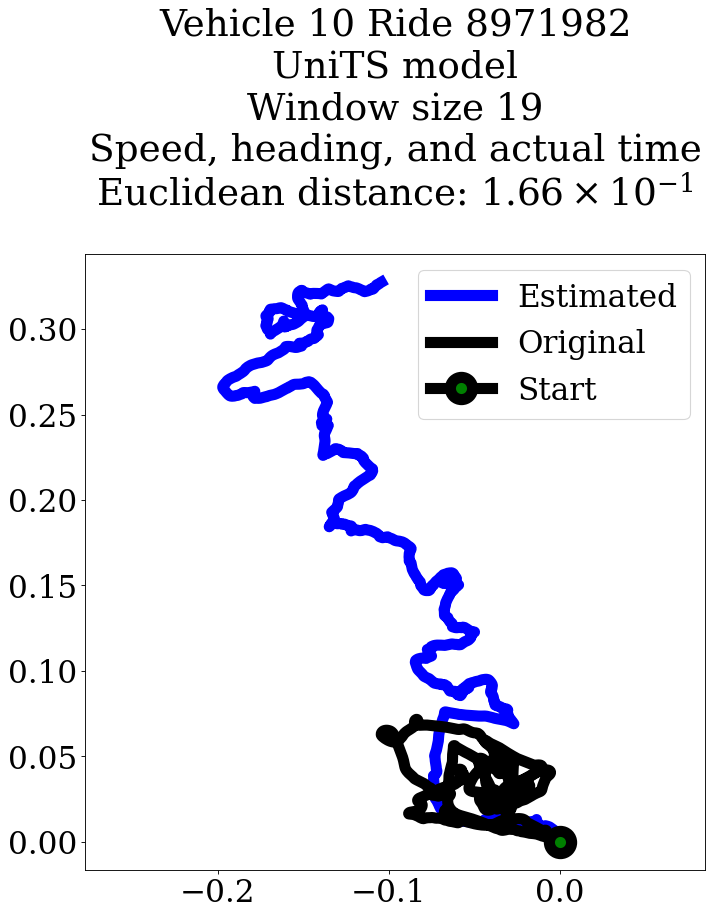 Vehicle 10 Ride 8971982
UniTS model
Window size 19
Speed, heading, and actual time
Euclidean distance: 1.66 × 10⁻¹
Estimated
Original
Start
0.30
0.25
0.20
0.15
0.10
0.05
0.00
−0.2 −0.1 0.0